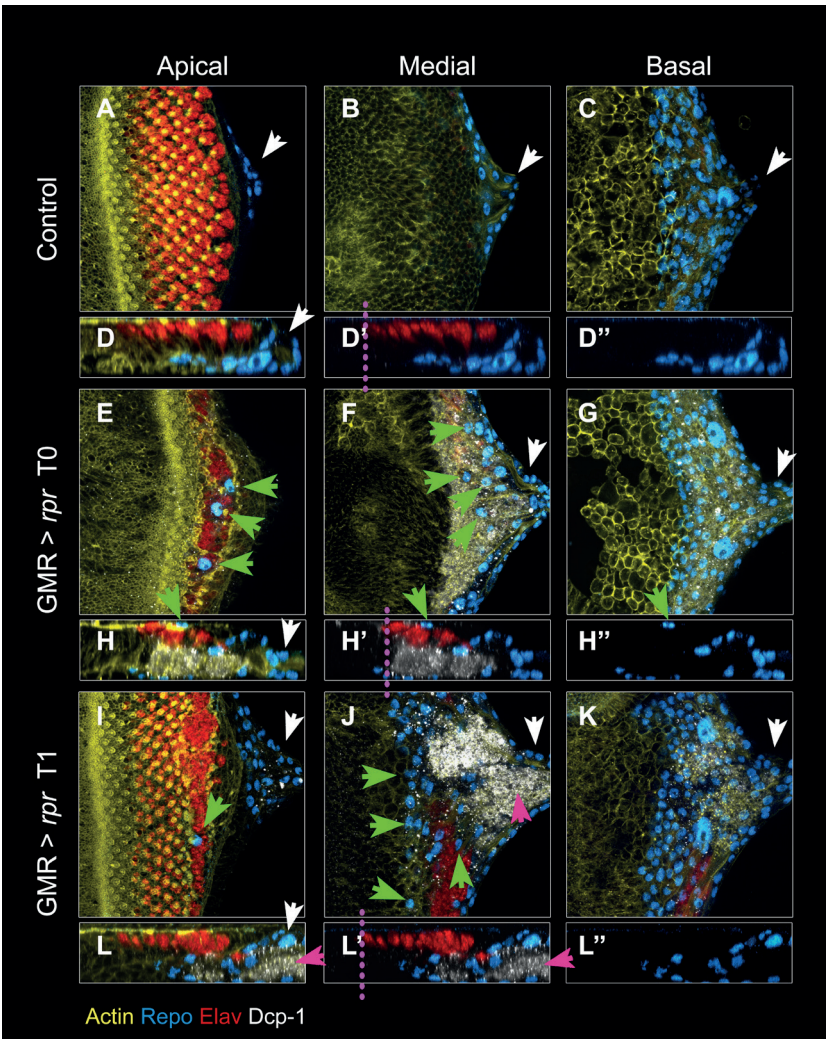 Apical Medial Basal
Control
A B C
D D' D''
GMR > rpr T0
E F G
H H' H''
GMR > rpr T1
I J K
L L' L''
Actin Repo Elav Dcp-1